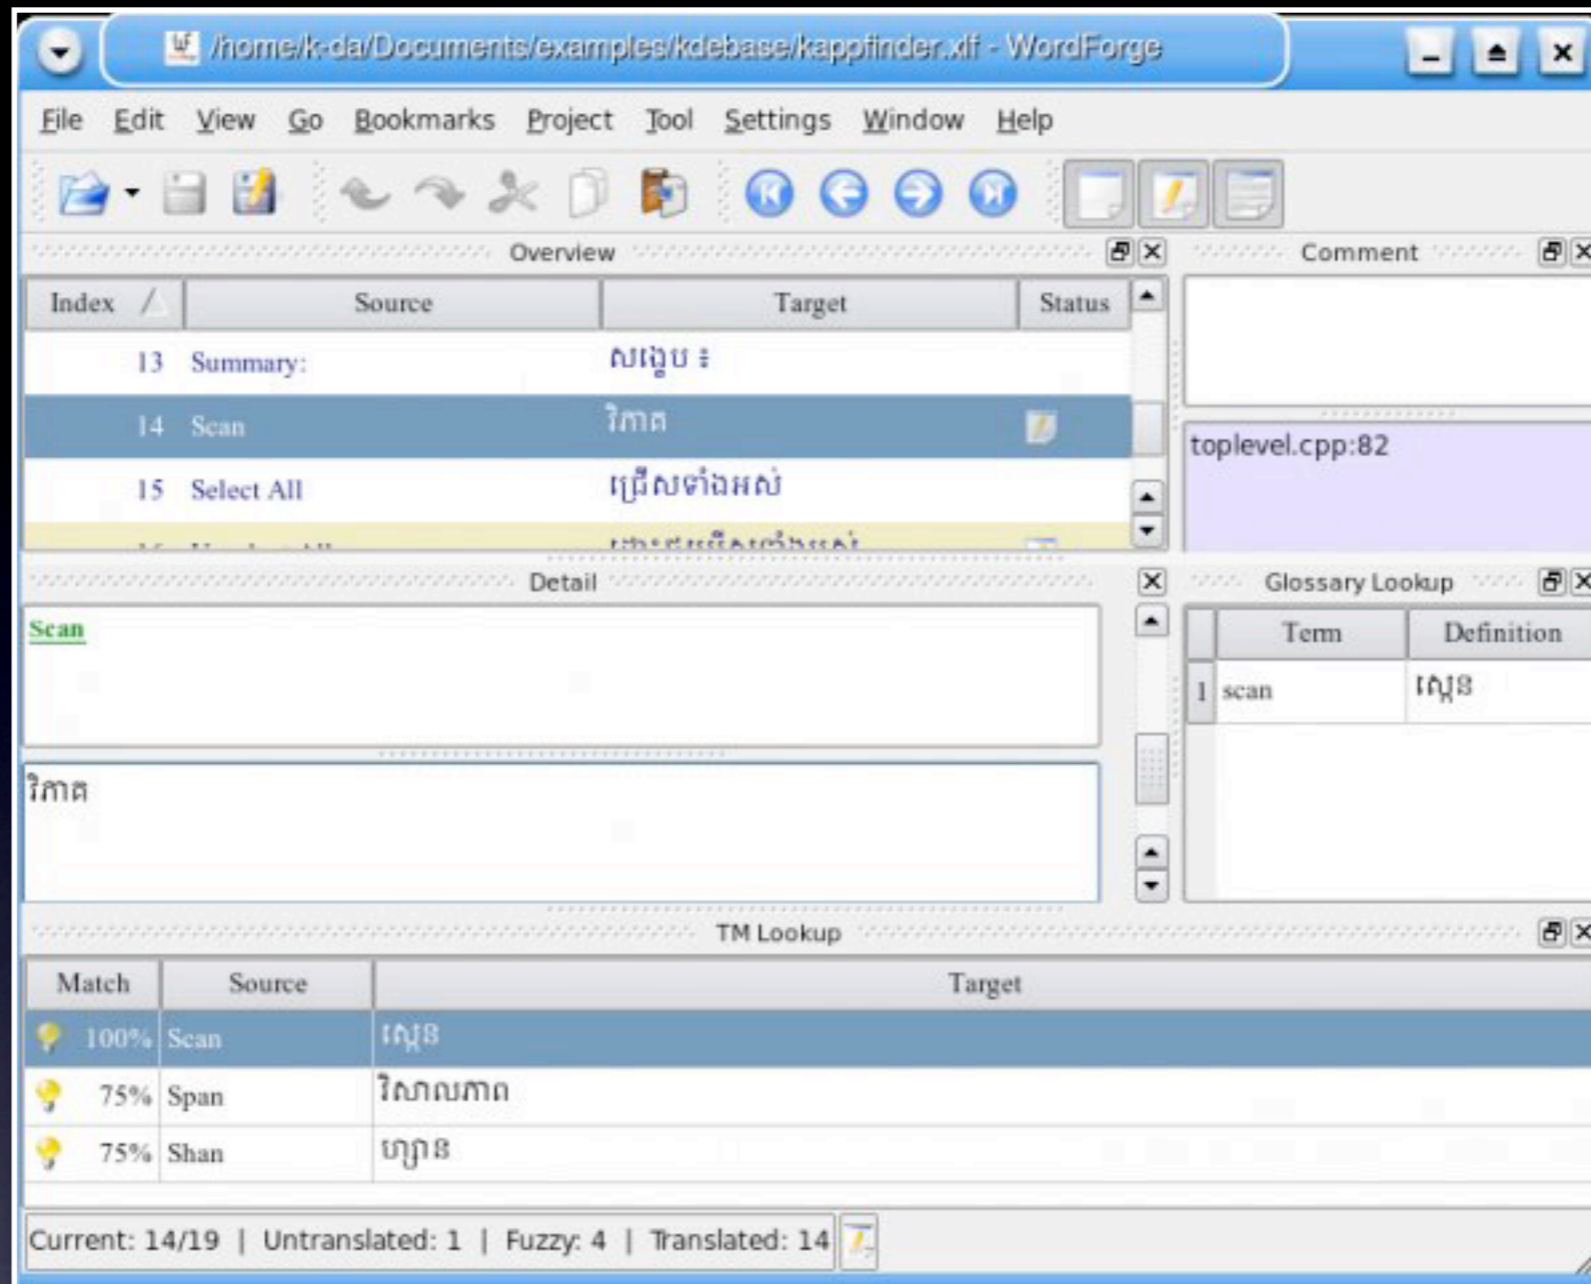 /home/k-da/Documents/examples/kdebase/kappfinder.xlf - WordForge
File Edit View Go Bookmarks Project Tool Settings Window Help
Overview
Index Source Target Status
13 Summary: សង្ខេប ៖
14 Scan វិភាគ
15 Select All ជ្រើសទាំងអស់
Comment
toplevel.cpp:82
Detail
Scan
វិភាគ
Glossary Lookup
Term Definition
1 scan ស្កេន
TM Lookup
Match Source Target
100% Scan ស្កេន
75% Span វិសាលភាព
75% Shan ហ្សាន
Current: 14/19 | Untranslated: 1 | Fuzzy: 4 | Translated: 14